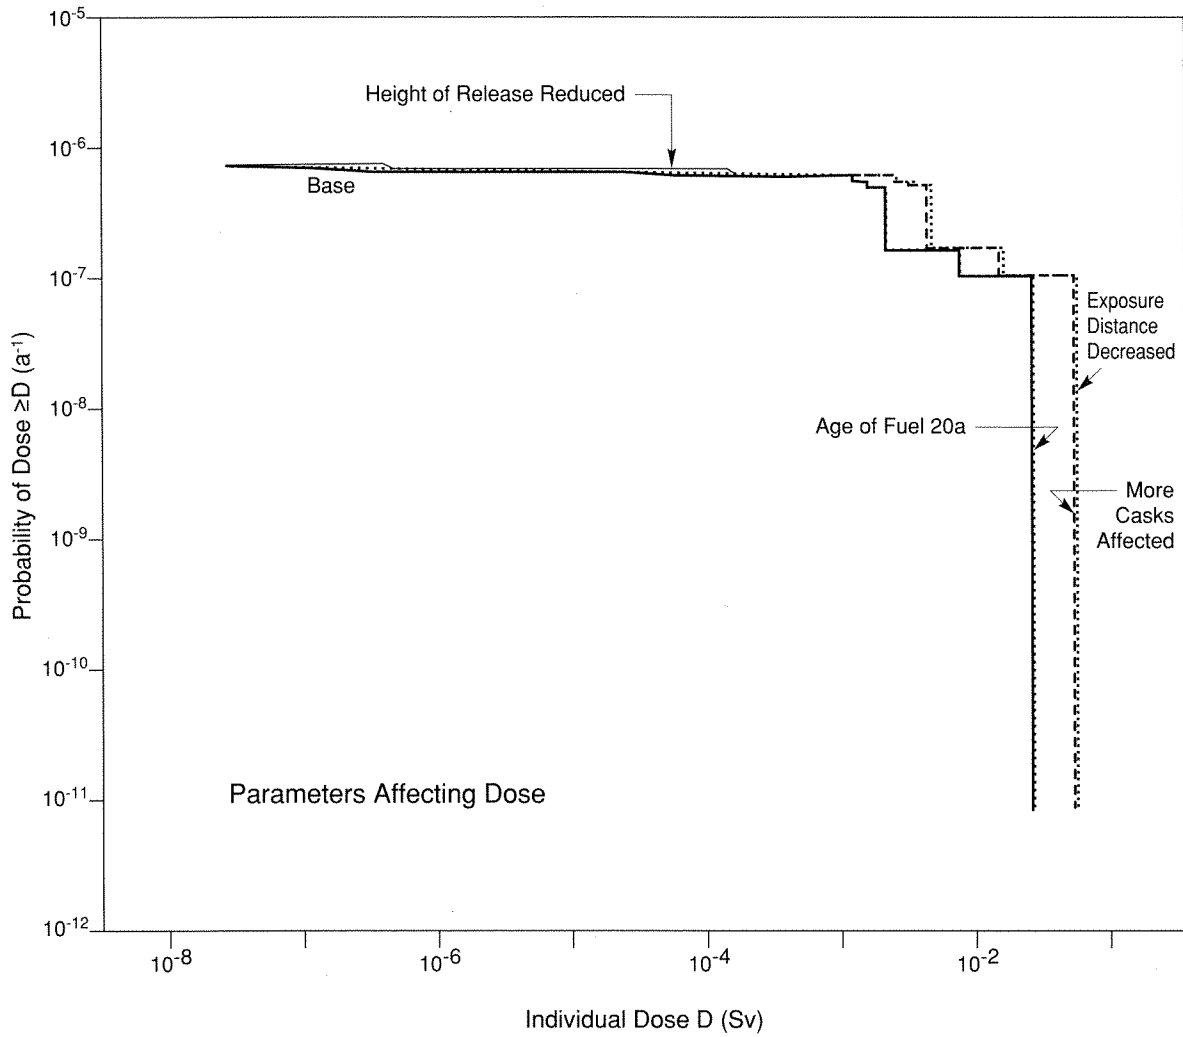 10-5
Height of Release Reduced
10-6
Base
10-7
Exposure
Distance
Decreased
Probability of Dose ≥D (a-1)
10-8
Age of Fuel 20a
More
Casks
Affected
10-9
10-10
Parameters Affecting Dose
10-11
10-12
10-8
10-6
10-4
10-2
Individual Dose D (Sv)